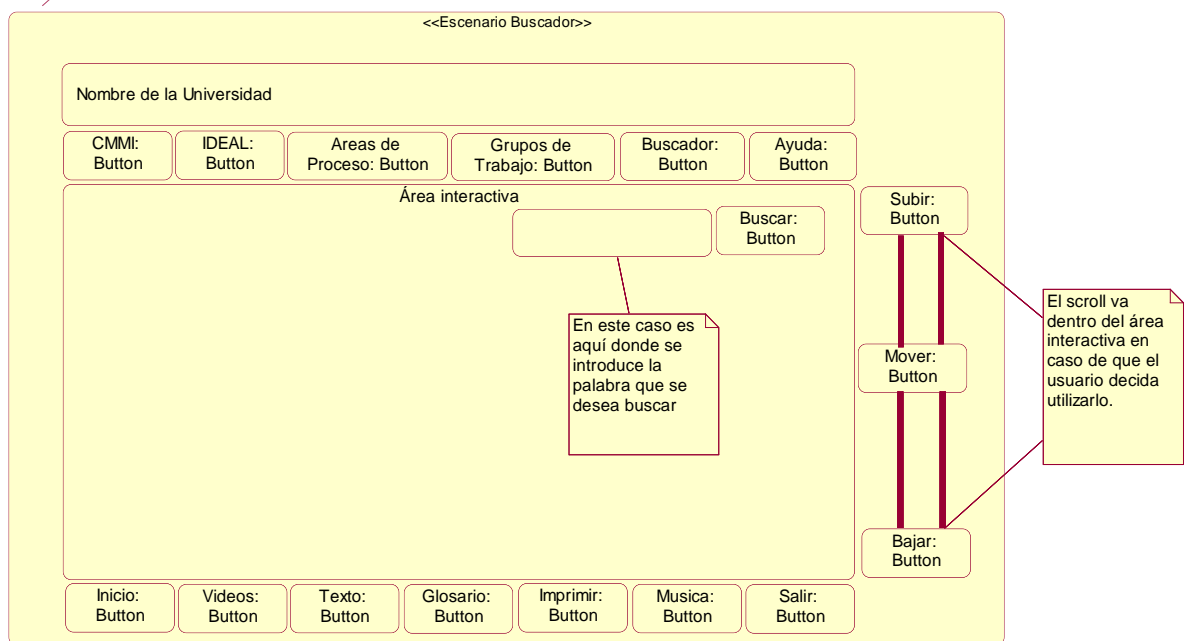 <<Escenario Buscador>>
Nombre de la Universidad
CMMI:
Button
IDEAL:
Button
Areas de
Proceso: Button
Grupos de
Trabajo: Button
Buscador:
Button
Ayuda:
Button
Área interactiva
Buscar:
Button
Subir:
Button
En este caso es
aquí donde se
introduce la
palabra que se
desea buscar
El scroll va
dentro del área
interactiva en
caso de que el
usuario decida
utilizarlo.
Mover:
Button
Bajar:
Button
Inicio:
Button
Videos:
Button
Texto:
Button
Glosario:
Button
Imprimir:
Button
Musica:
Button
Salir:
Button